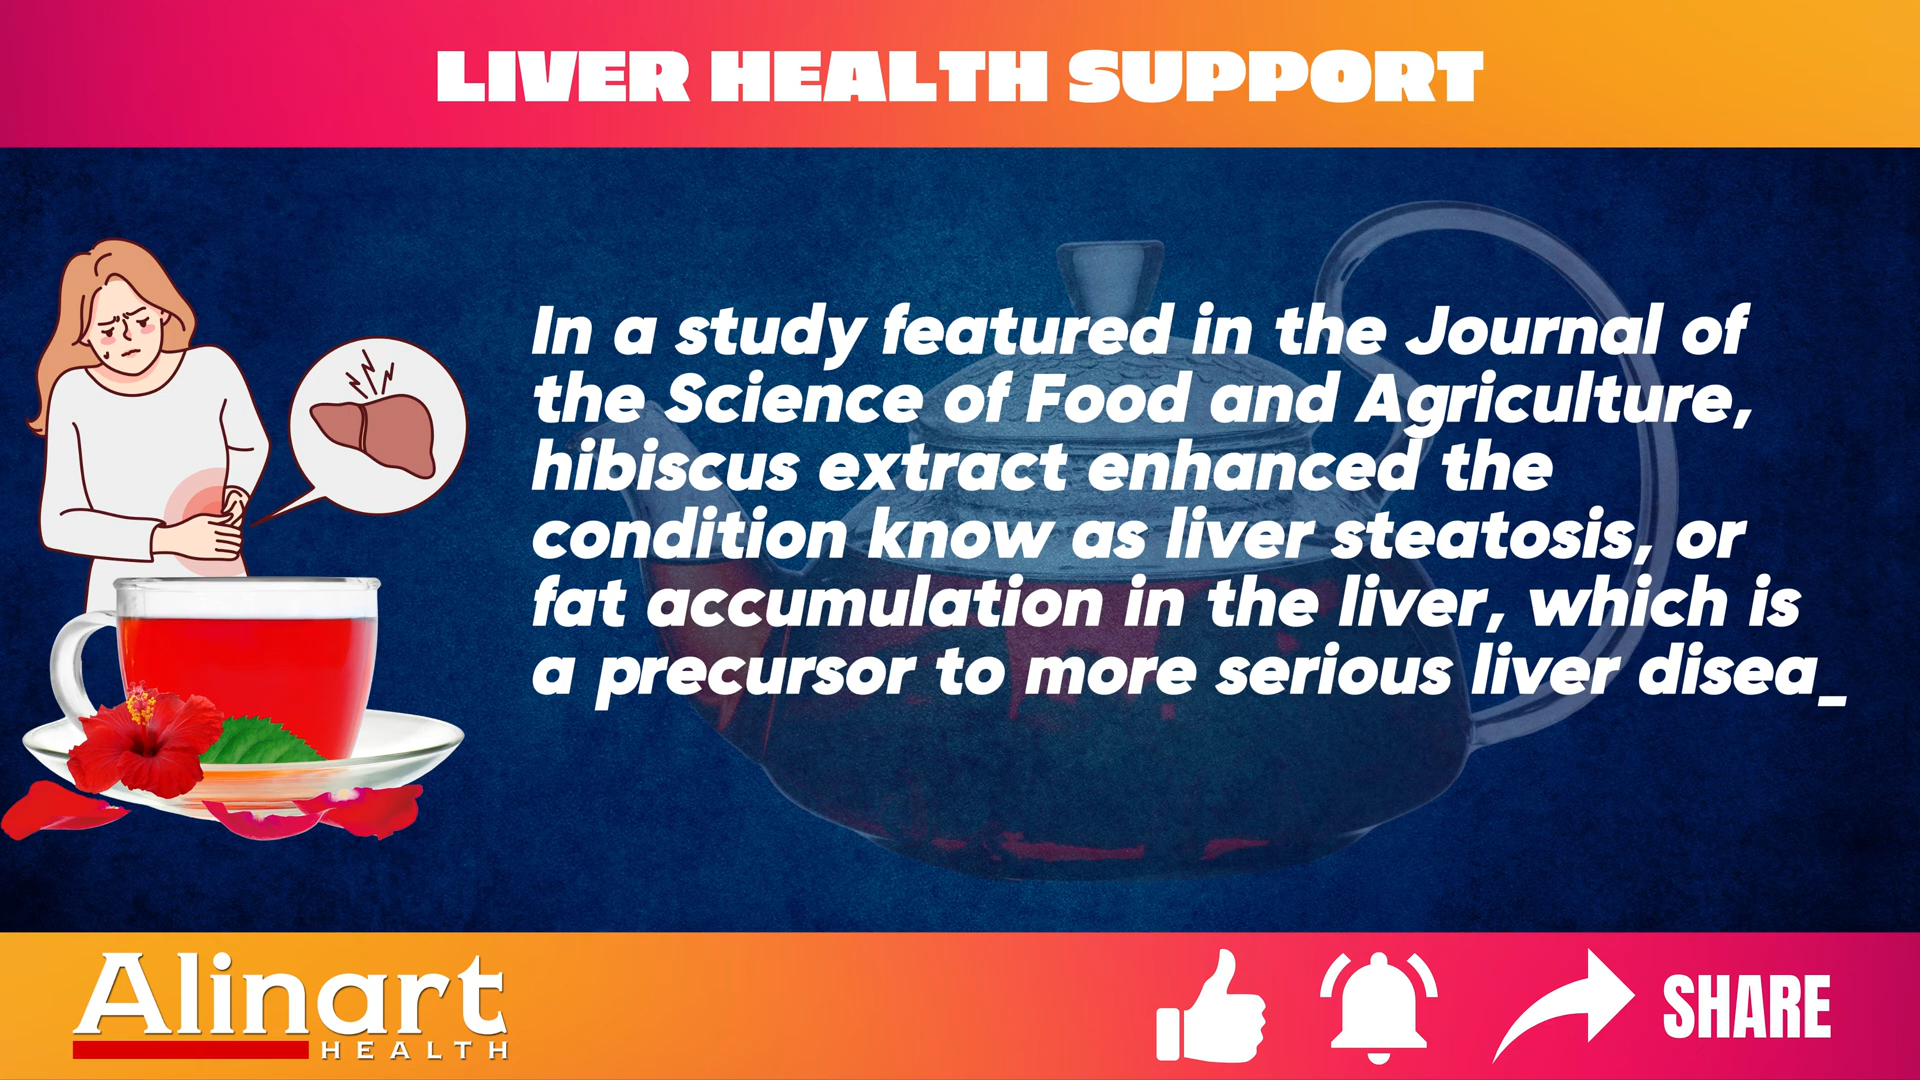 LIVER HEALTH SUPPORT
In a study featured in the Journal of
the Science of Food and Agriculture,
hibiscus extract enhanced the
condition know as liver steatosis, or
fat accumulation in the liver, which is
a precursor to more serious liver disea_
Alinart
HEALTH
SHARE